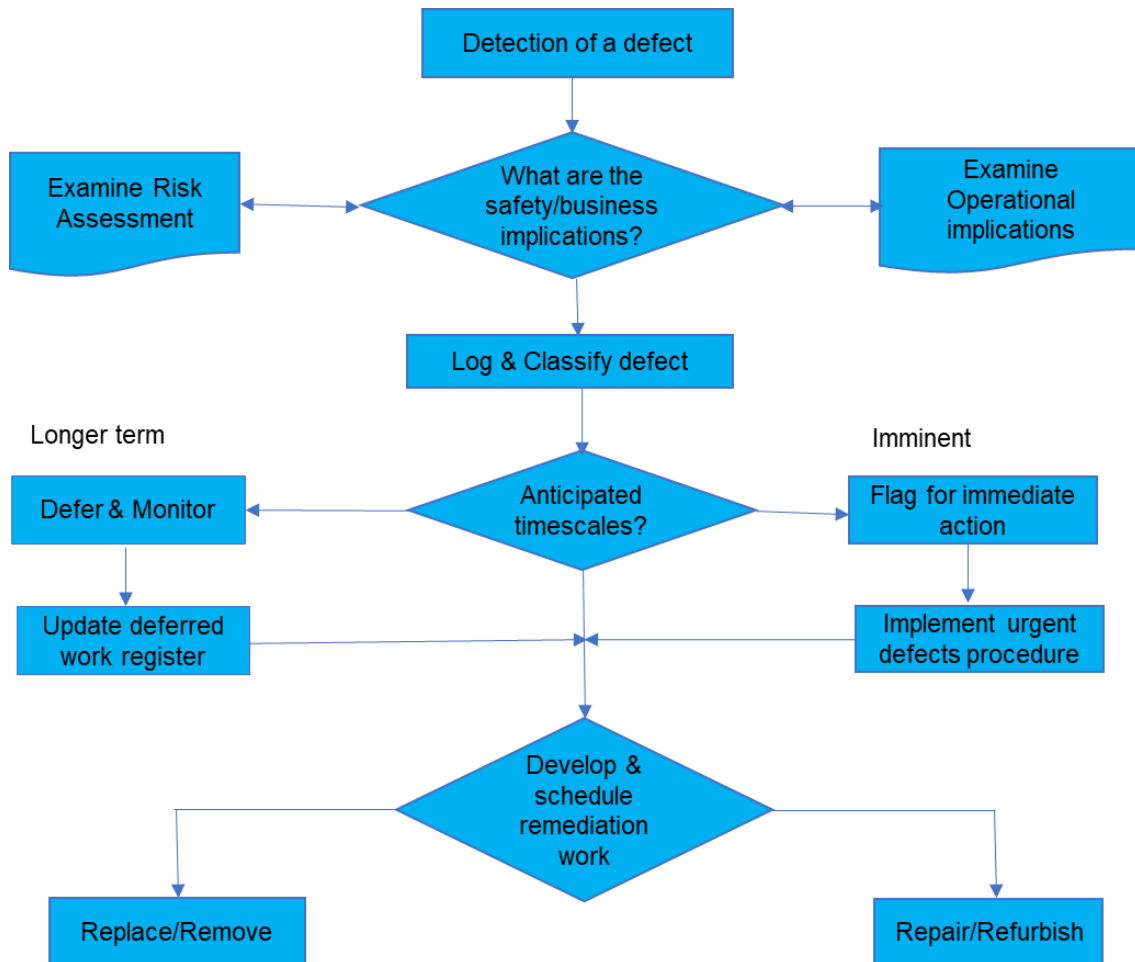 Detection of a defect
Examine Risk
Assessment
What are the
safety/business
implications?
Examine
Operational
implications
Log & Classify defect
Longer term
Imminent
Defer & Monitor
Anticipated
timescales?
Flag for immediate
action
Update deferred
work register
Implement urgent
defects procedure
Develop &
schedule
remediation
work
Replace/Remove
Repair/Refurbish